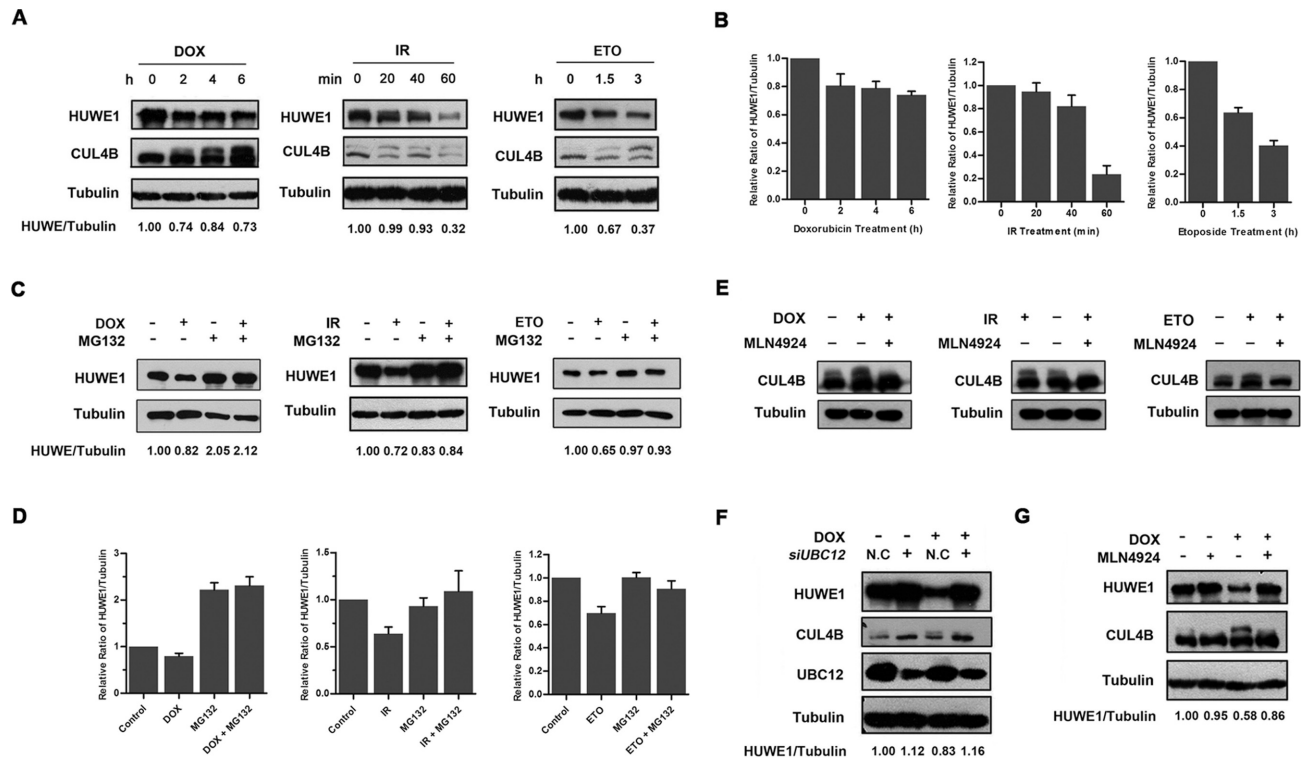 A
DOX
h 0 2 4 6
HUWE1
CUL4B
Tubulin
HUWE/Tubulin 1.00 0.74 0.84 0.73
IR
min 0 20 40 60
HUWE1
CUL4B
Tubulin
1.00 0.99 0.93 0.32
ETO
h 0 1.5 3
HUWE1
CUL4B
Tubulin
1.00 0.67 0.37
B
Relative Ratio of HUWE1/Tubulin
1.0
0.8
0.6
0.4
0.2
0.0
0 2 4 6
Doxorubicin Treatment (h)
Relative Ratio of HUWE1/Tubulin
1.2
1.0
0.8
0.6
0.4
0.2
0.0
0 20 40 60
IR Treatment (min)
Relative Ratio of HUWE1/Tubulin
1.0
0.8
0.6
0.4
0.2
0.0
0 1.5 3
Etoposide Treatment (h)
C
DOX - + - +
MG132 - - + +
HUWE1
Tubulin
HUWE/Tubulin 1.00 0.82 2.05 2.12
IR - + - +
MG132 - - + +
HUWE1
Tubulin
1.00 0.72 0.83 0.84
ETO - + - +
MG132 - - + +
HUWE1
Tubulin
1.00 0.65 0.97 0.93
D
Relative Ratio of HUWE1/Tubulin
3
2
1
0
Control DOX MG132 DOX + MG132
Relative Ratio of HUWE1/Tubulin
1.5
1.0
0.5
0.0
Control IR MG132 IR + MG132
Relative Ratio of HUWE1/Tubulin
1.2
1.0
0.8
0.6
0.4
0.2
0.0
Control ETO MG132 ETO + MG132
E
DOX – + +
MLN4924 – – +
CUL4B
Tubulin
IR + – +
MLN4924 – – +
CUL4B
Tubulin
ETO – + +
MLN4924 – – +
CUL4B
Tubulin
F
DOX – – + +
siUBC12 N.C + N.C +
HUWE1
CUL4B
UBC12
Tubulin
HUWE1/Tubulin 1.00 1.12 0.83 1.16
G
DOX – – + +
MLN4924 – + – +
HUWE1
CUL4B
Tubulin
HUWE1/Tubulin 1.00 0.95 0.58 0.86